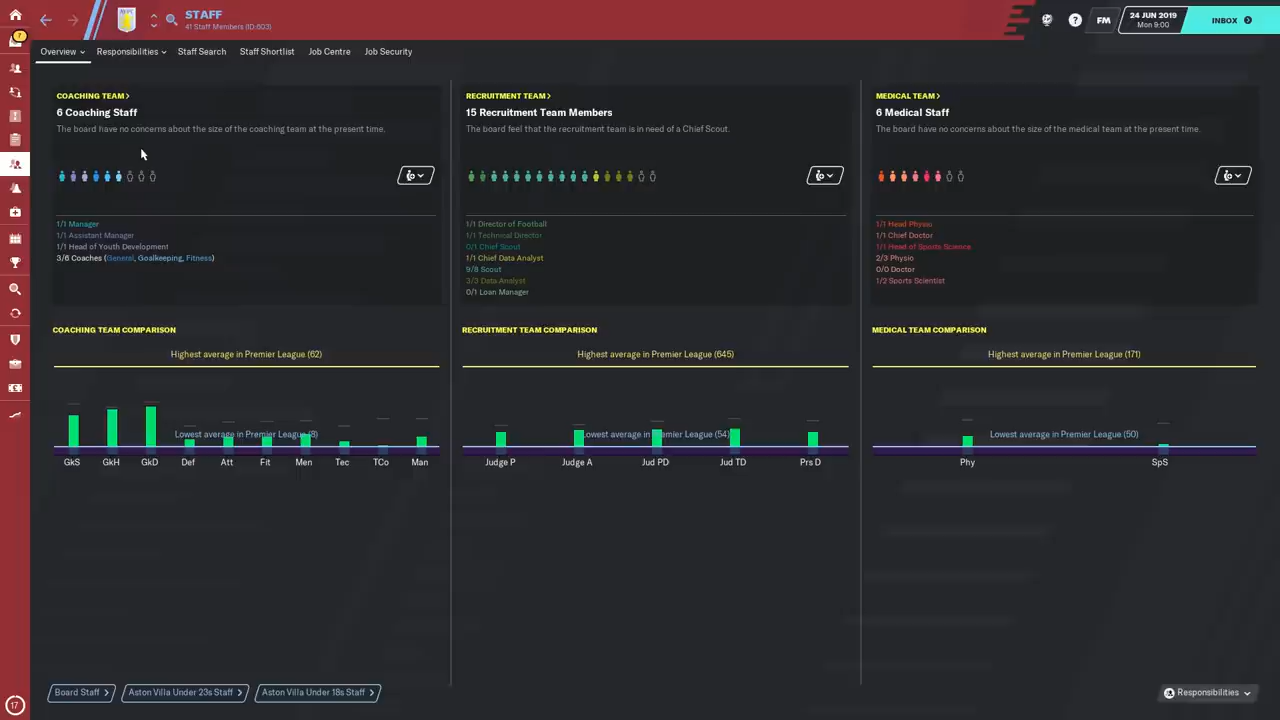 STAFF
41 Staff Members (ID:603)
FM
24 JUN 2019
Mon 9:00
INBOX
7
Overview
Responsibilities
Staff Search
Staff Shortlist
Job Centre
Job Security
COACHING TEAM >
6 Coaching Staff
The board have no concerns about the size of the coaching team at the present time.
1/1 Manager
1/1 Assistant Manager
1/1 Head of Youth Development
3/6 Coaches (General, Goalkeeping, Fitness)
RECRUITMENT TEAM >
15 Recruitment Team Members
The board feel that the recruitment team is in need of a Chief Scout.
1/1 Director of Football
1/1 Technical Director
0/1 Chief Scout
1/1 Chief Data Analyst
9/8 Scout
3/3 Data Analyst
0/1 Loan Manager
MEDICAL TEAM >
6 Medical Staff
The board have no concerns about the size of the medical team at the present time.
1/1 Head Physio
1/1 Chief Doctor
1/1 Head of Sports Science
2/3 Physio
0/0 Doctor
1/2 Sports Scientist
COACHING TEAM COMPARISON
Highest average in Premier League (62)
Lowest average in Premier League (8)
GkS GkH GkD Def Att Fit Men Tec TCo Man
RECRUITMENT TEAM COMPARISON
Highest average in Premier League (645)
Lowest average in Premier League (54)
Judge P Judge A Jud PD Jud TD Prs D
MEDICAL TEAM COMPARISON
Highest average in Premier League (171)
Lowest average in Premier League (50)
Phy SpS
Board Staff >
Aston Villa Under 23s Staff >
Aston Villa Under 18s Staff >
Responsibilities
17